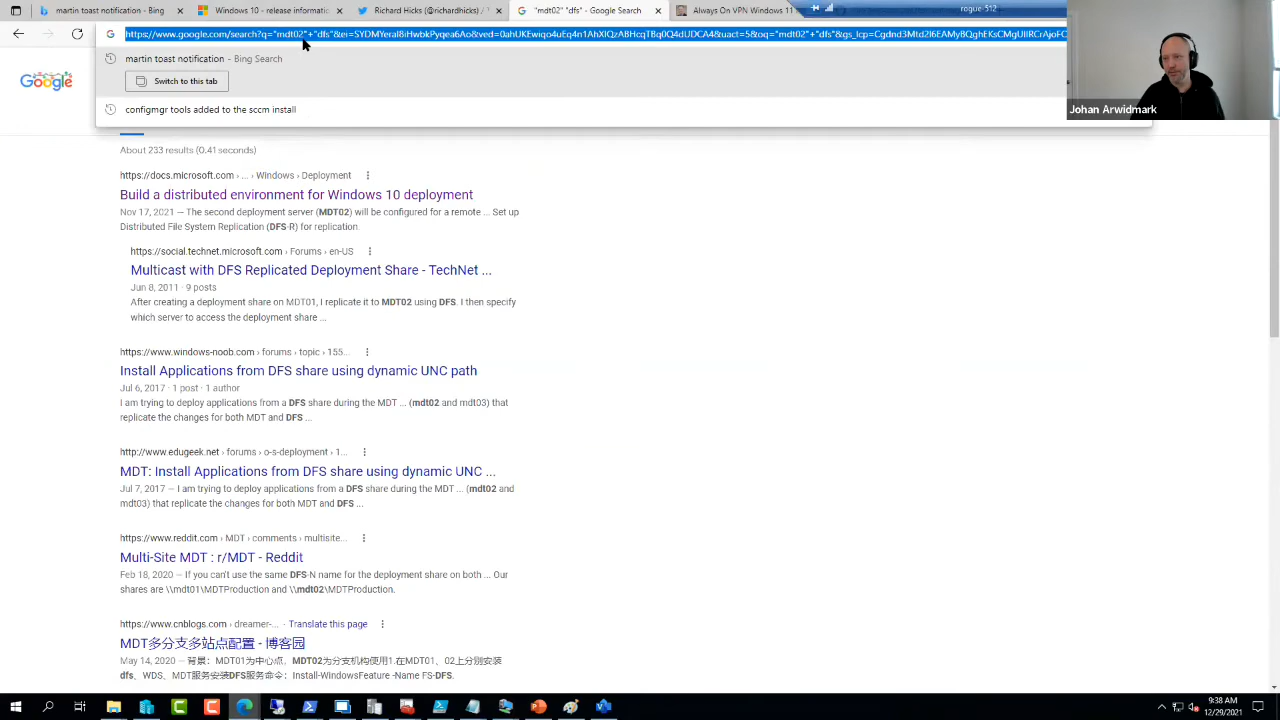 martin toast notification - Bing
Windows 10 - release informat
Richard Hicks (@richardhicks) / T
"mdt02" "dfs" - Google Search
Always On VPN Windows 11
rogue-512
https://www.google.com/search?q="mdt02"+"dfs"
martin toast notification - Bing Search
Switch to this tab
configmgr tools added to the sccm install
Google
Johan Arwidmark
About 233 results (0.41 seconds)
https://docs.microsoft.com › ... › Windows › Deployment
Build a distributed environment for Windows 10 deployment
Nov 17, 2021 — The second deployment server (MDT02) will be configured for a remote ... Set up
Distributed File System Replication (DFS-R) for replication.
https://social.technet.microsoft.com › Forums › en-US
Multicast with DFS Replicated Deployment Share - TechNet ...
Jun 8, 2011 · 9 posts
After creating a deployment share on MDT01, I replicate it to MDT02 using DFS. I then specify
which server to access the deployment share ...
https://www.windows-noob.com › forums › topic › 155...
Install Applications from DFS share using dynamic UNC path
Jul 6, 2017 · 1 post · 1 author
I am trying to deploy applications from a DFS share during the MDT ... (mdt02 and mdt03) that
replicate the changes for both MDT and DFS ...
http://www.edugeek.net › forums › o-s-deployment › 1...
MDT: Install Applications from DFS share using dynamic UNC ...
Jul 7, 2017 — I am trying to deploy applications from a DFS share during the MDT ... (mdt02 and
mdt03) that replicate the changes for both MDT and DFS ...
https://www.reddit.com › MDT › comments › multisite...
Multi-Site MDT : r/MDT - Reddit
Feb 18, 2020 — If you can't use the same DFS-N name for the deployment share on both ... Our
shares are \\mdt01\MDTProduction and \\mdt02\MDTProduction.
https://www.cnblogs.com › dreamer-... · Translate this page
MDT多分支多站点配置 - 博客园
May 14, 2020 — 背景：MDT01为中心点，MDT02为分支机构使用1.在MDT01、02上分别安装
dfs、WDS、MDT服务安装DFS服务命令：Install-WindowsFeature -Name FS-DFS.
9:38 AM
12/29/2021